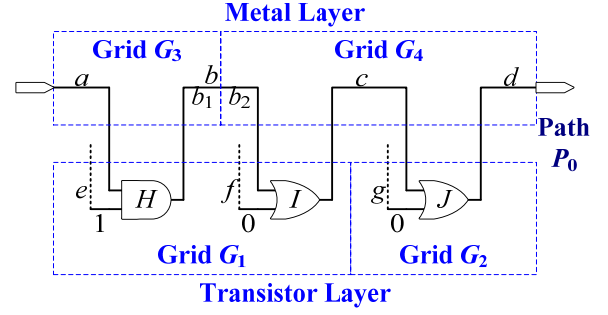 Metal Layer
Grid G3 Grid G4
a b c d
b1 b2
Path
P0
e H f I g J
1 0 0
Grid G1 Grid G2
Transistor Layer